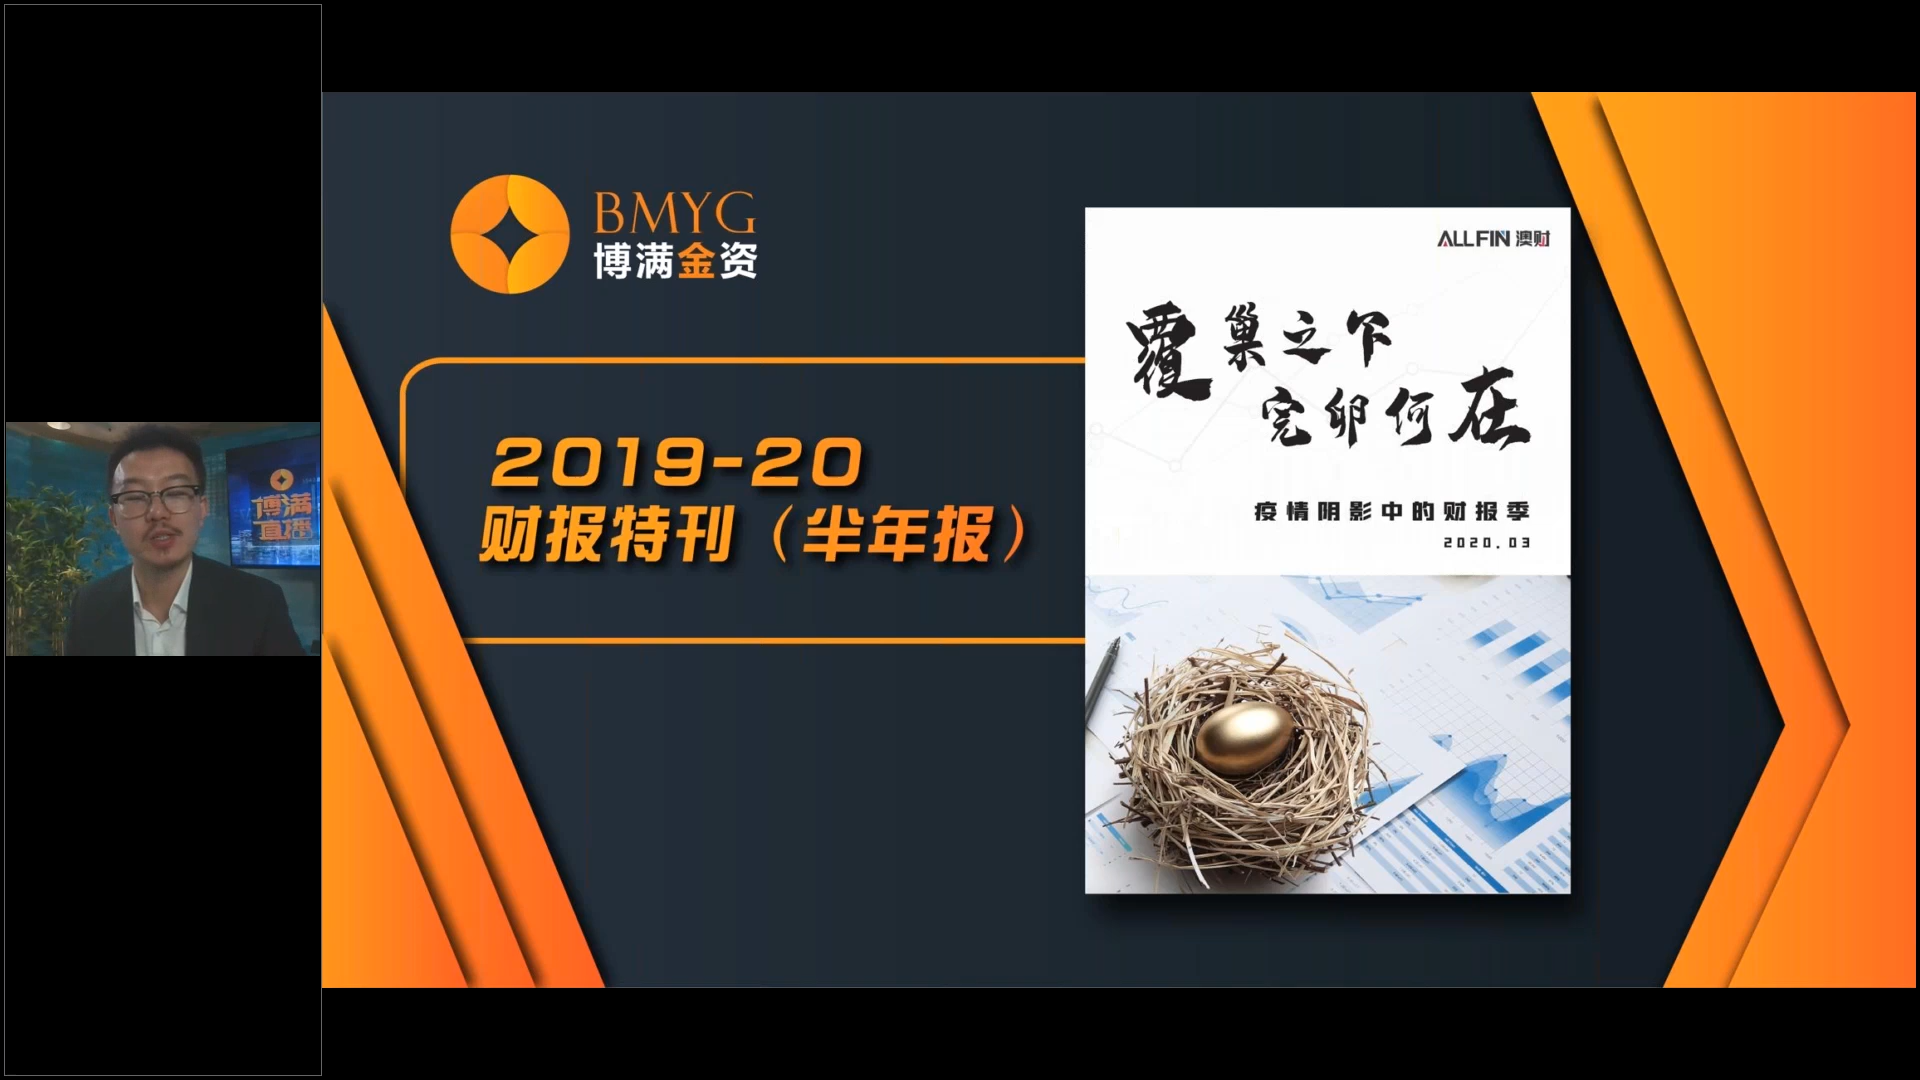 BMYG
博满金资
2019-20
财报特刊（半年报）
ALLFIN 澳财
覆巢之下
完卵何在
疫情阴影中的财报季
2020.03
博满
直播